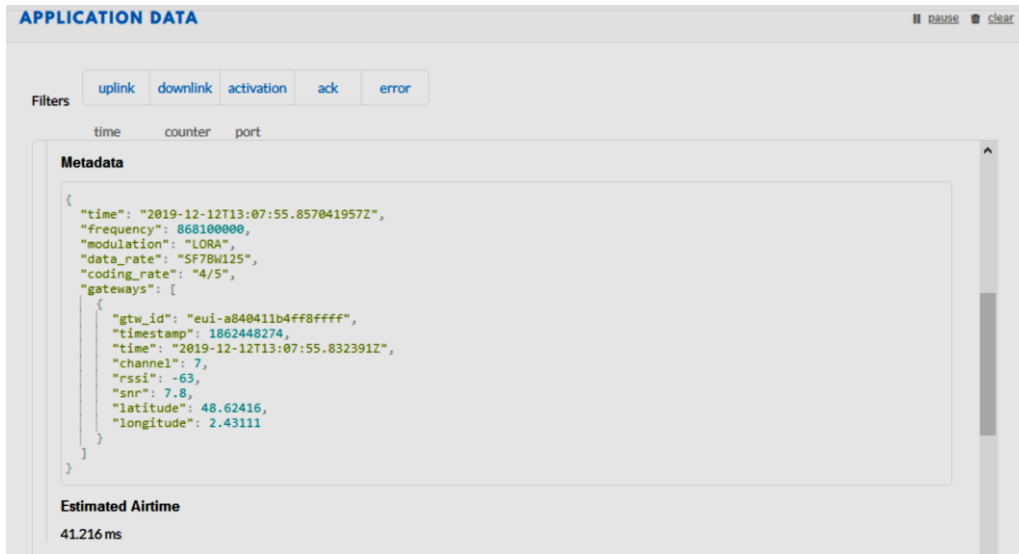 APPLICATION DATA
pause clear
Filters uplink downlink activation ack error
time counter port
Metadata
{
"time": "2019-12-12T13:07:55.857041957Z",
"frequency": 868100000,
"modulation": "LORA",
"data_rate": "SF7BW125",
"coding_rate": "4/5",
"gateways": [
{
"gtw_id": "eui-a840411b4ff8ffff",
"timestamp": 1862448274,
"time": "2019-12-12T13:07:55.832391Z",
"channel": 7,
"rssi": -63,
"snr": 7.8,
"latitude": 48.62416,
"longitude": 2.43111
}
]
}
Estimated Airtime
41.216 ms